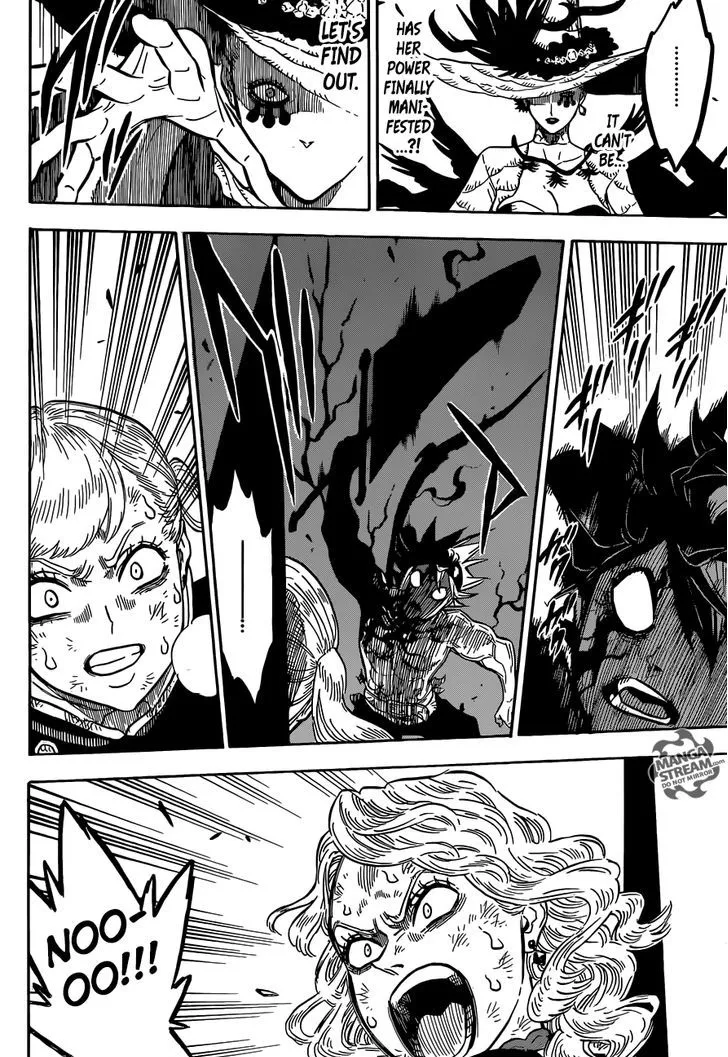 ........
IT
CAN'T
BE...
HAS
HER
POWER
FINALLY
MANI-
FESTED
...?!
LET'S
FIND
OUT.
........
NOO-
OO!!!
MANGA
STREAM.COM
DO NOT MIRROR